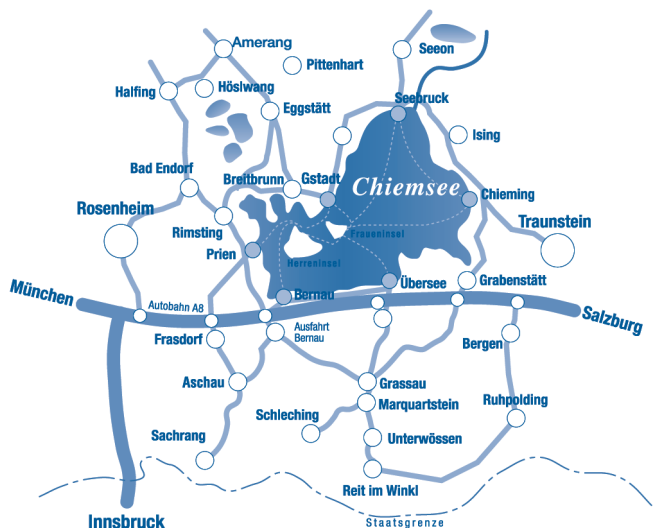 Amerang
Seeon
Pittenhart
Halfing
Höslwang
Seebruck
Eggstätt
Ising
Bad Endorf
Breitbrunn
Gstadt
Chiemsee
Chieming
Rosenheim
Traunstein
Rimsting
Fraueninsel
Prien
Herreninsel
Übersee
Grabenstätt
München
Bernau
Autobahn A8
Salzburg
Ausfahrt
Bernau
Frasdorf
Bergen
Aschau
Grassau
Marquartstein
Ruhpolding
Schleching
Sachrang
Unterwössen
Reit im Winkl
Innsbruck
Staatsgrenze